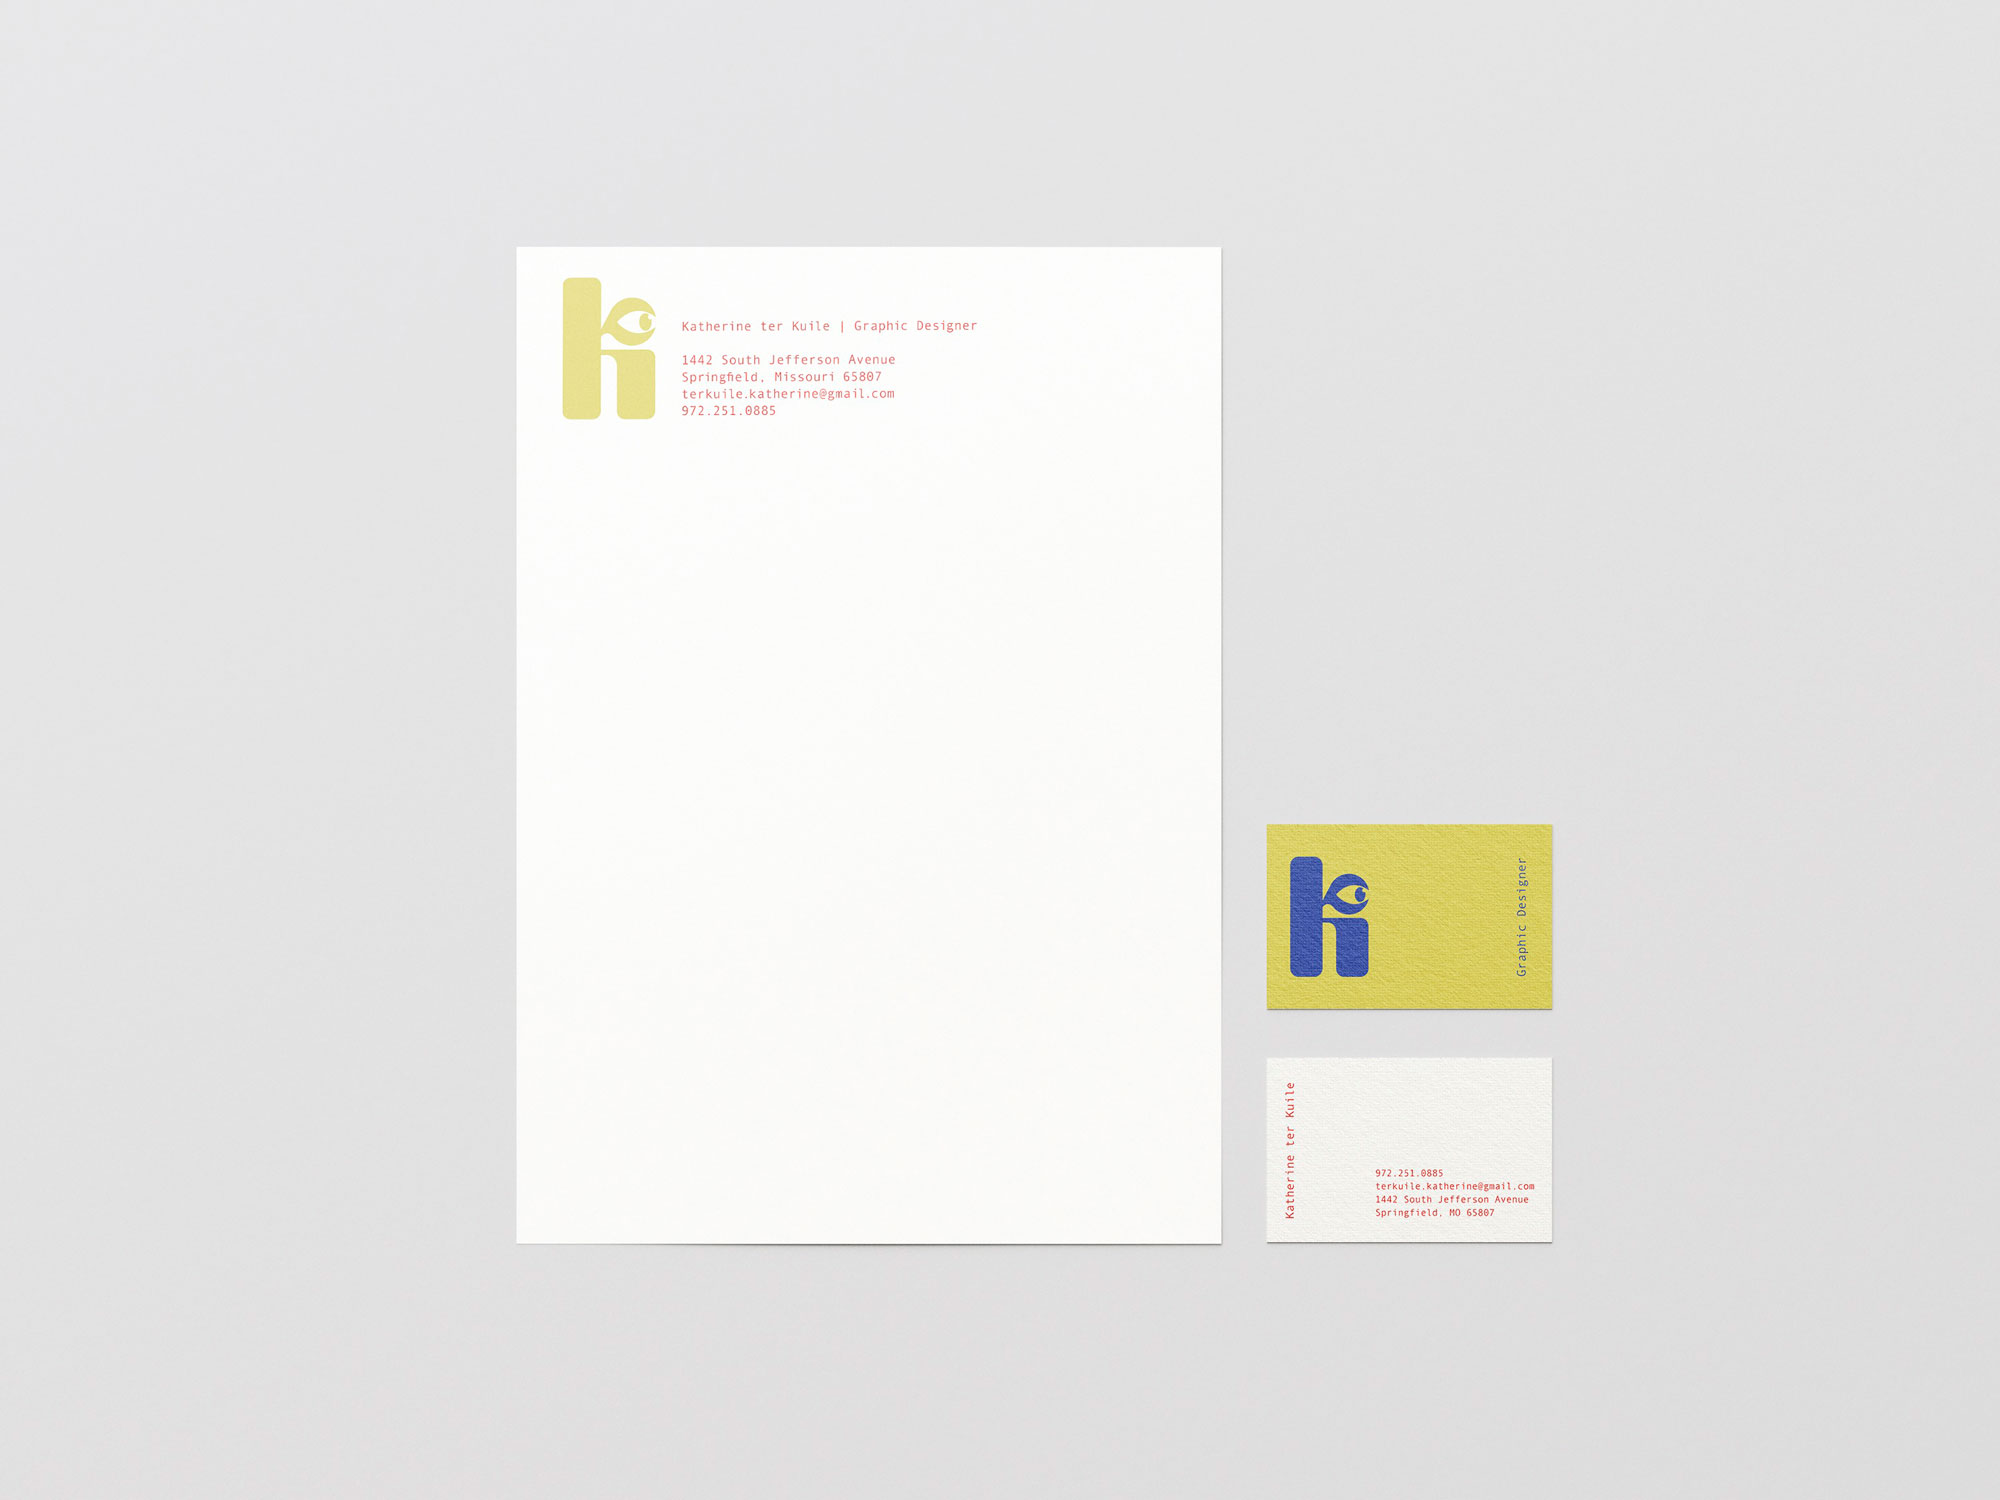 k
Katherine ter Kuile | Graphic Designer
1442 South Jefferson Avenue
Springfield, Missouri 65807
terkuile.katherine@gmail.com
972.251.0885
k
Graphic Designer
Katherine ter Kuile
972.251.0885
terkuile.katherine@gmail.com
1442 South Jefferson Avenue
Springfield, MO 65807